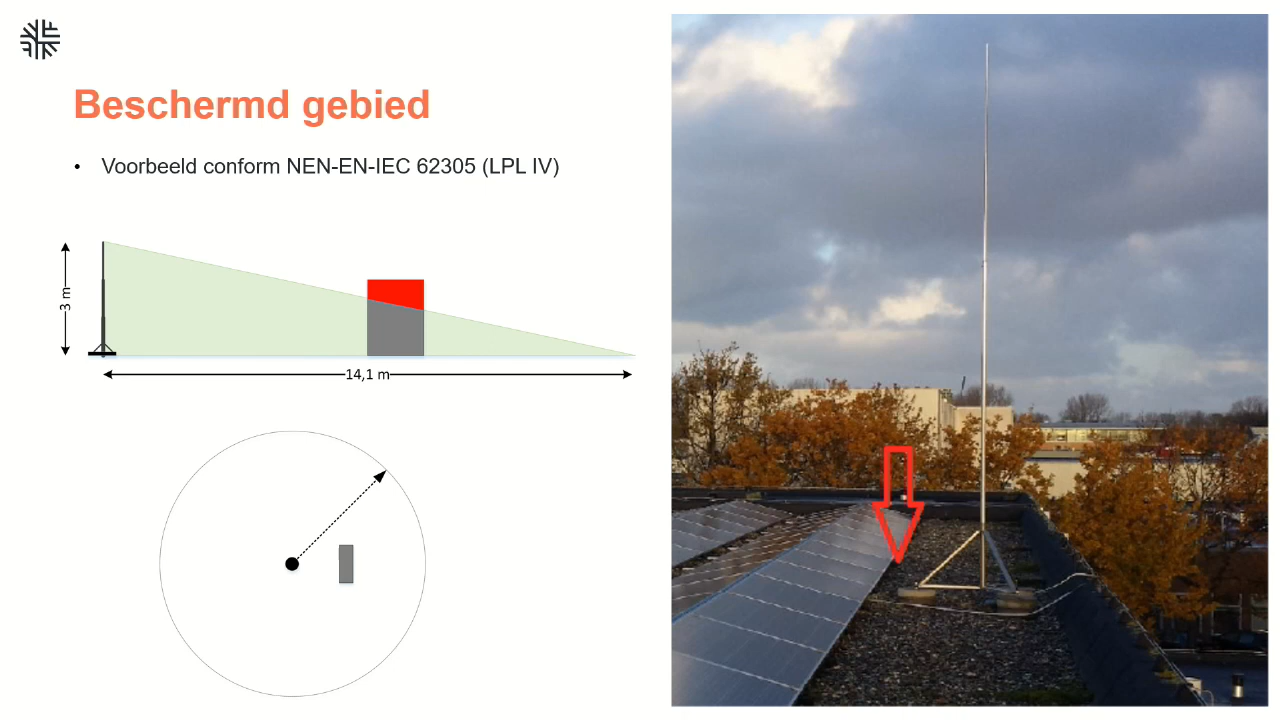 Beschermd gebied
• Voorbeeld conform NEN-EN-IEC 62305 (LPL IV)
3 m
14,1 m